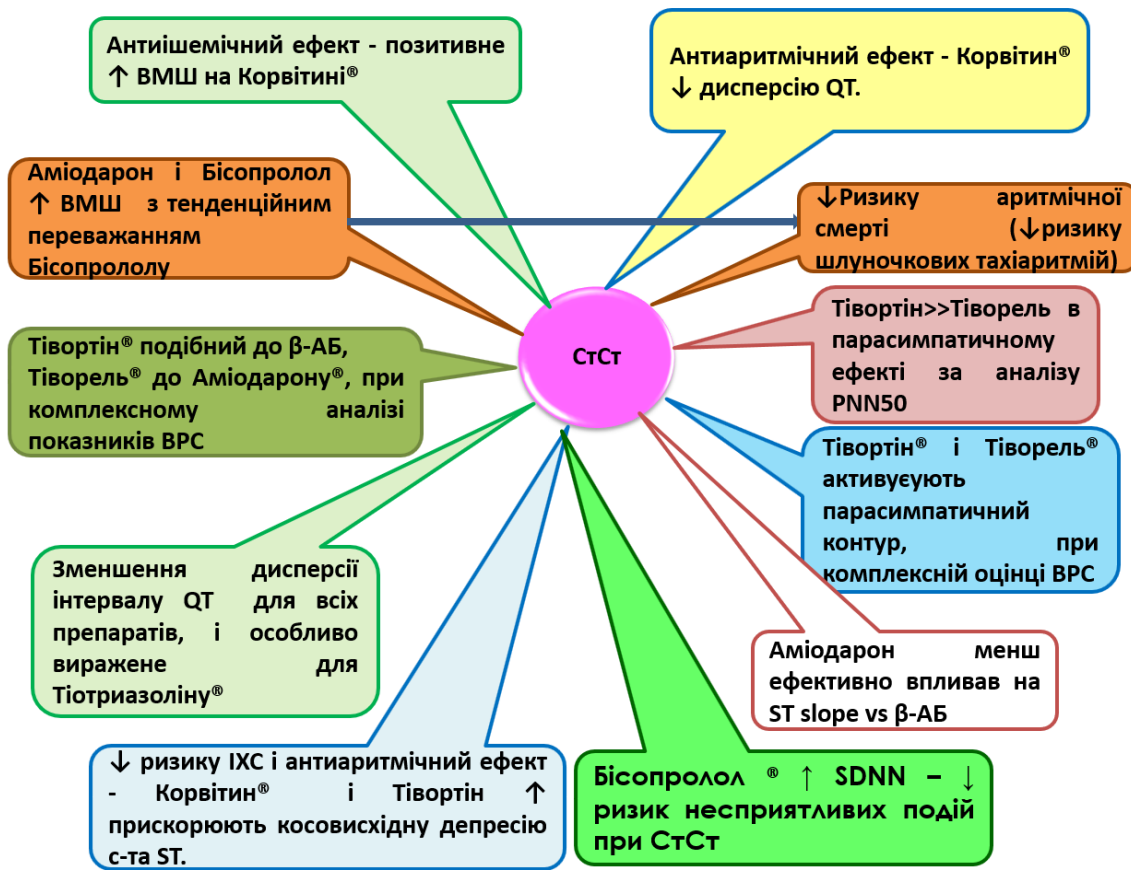 Антиішемічний ефект - позитивне
↑ ВМШ на Корвітині®
Антиаритмічний ефект - Корвітин®
↓ дисперсію QT.
Аміодарон і Бісопролол
↑ ВМШ з тенденційним
переважанням
Бісопрололу
↓Ризику аритмічної
смерті (↓ризику
шлуночкових тахіаритмій)
СтСт
Тівортін® подібний до β-АБ,
Тіворель® до Аміодарону®, при
комплексному аналізі
показників ВРС
Тівортін>>Тіворель в
парасимпатичному
ефекті за аналізу
PNN50
Тівортін® і Тіворель®
активуєують
парасимпатичний
контур, при
комплексній оцінці ВРС
Зменшення дисперсії
інтервалу QT для всіх
препаратів, і особливо
виражене для
Тіотриазоліну®
Аміодарон менш
ефективно впливав на
ST slope vs β-АБ
↓ ризику ІХС і антиаритмічний ефект
- Корвітин® і Тівортін ↑
прискорюють косовисхідну депресію
с-та ST.
Бісопролол ® ↑ SDNN – ↓
ризик несприятливих подій
при СтСт